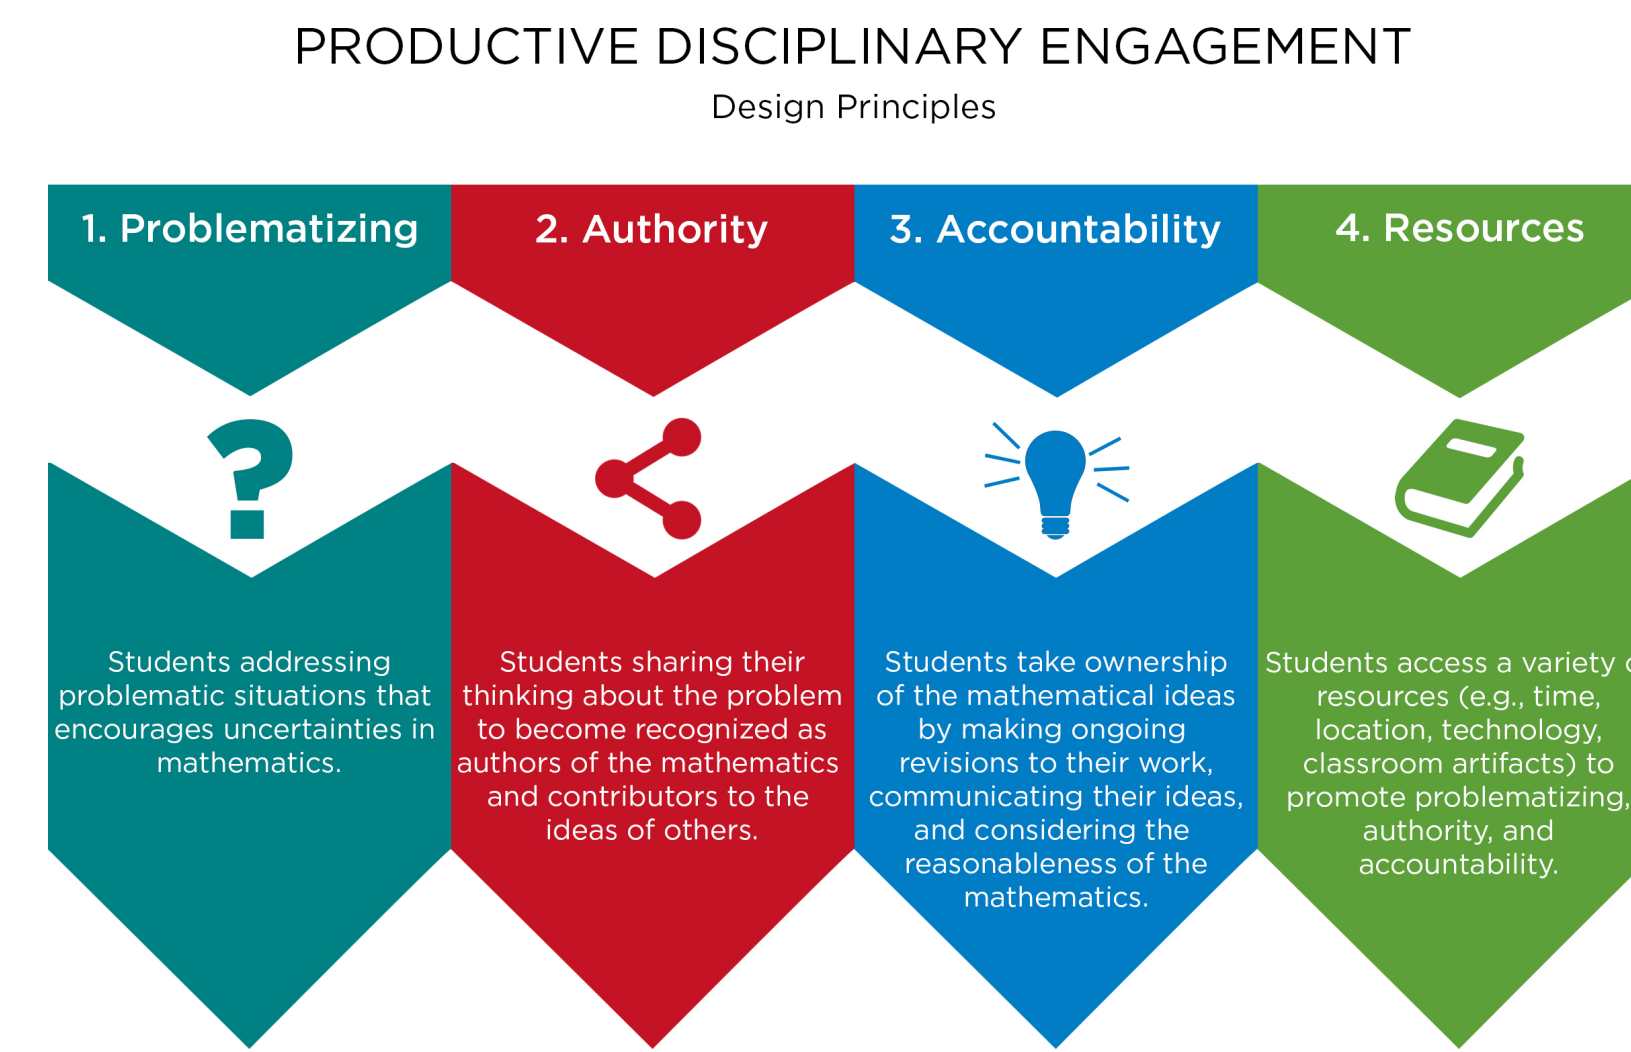 PRODUCTIVE DISCIPLINARY ENGAGEMENT
Design Principles
1. Problematizing
Students addressing
problematic situations that
encourages uncertainties in
mathematics.
2. Authority
Students sharing their
thinking about the problem
to become recognized as
authors of the mathematics
and contributors to the
ideas of others.
3. Accountability
Students take ownership
of the mathematical ideas
by making ongoing
revisions to their work,
communicating their ideas,
and considering the
reasonableness of the
mathematics.
4. Resources
Students access a variety
resources (e.g., time,
location, technology,
classroom artifacts) to
promote problematizing,
authority, and
accountability.